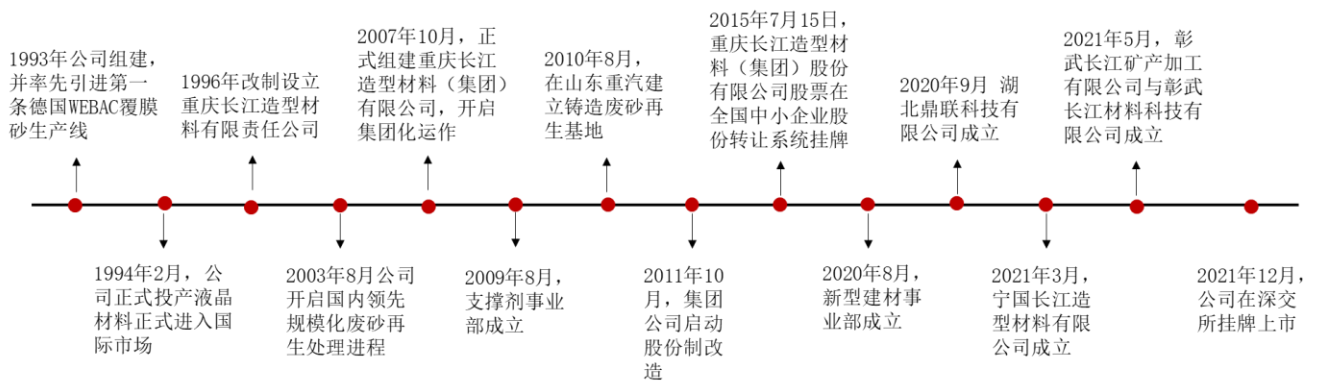 1993年公司组建，
并率先引进第一
条德国WEBAC覆膜
砂生产线
1994年2月，公
司正式投产液晶
材料正式进入国
际市场
1996年改制设立
重庆长江造型材
料有限责任公司
2003年8月公司
开启国内领先
规模化废砂再
生处理进程
2007年10月，正
式组建重庆长江
造型材料（集团）
有限公司，开启
集团化运作
2009年8月，
支撑剂事业
部成立
2010年8月，
在山东重汽建
立铸造废砂再
生基地
2011年10
月，集团
公司启动
股份制改
造
2015年7月15日，
重庆长江造型材
料（集团）股份
有限公司股票在
全国中小企业股
份转让系统挂牌
2020年8月，
新型建材事
业部成立
2020年9月 湖
北鼎联科技有
限公司成立
2021年3月，
宁国长江造
型材料有限
公司成立
2021年5月，彰
武长江矿产加工
有限公司与彰武
长江材料科技有
限公司成立
2021年12月，
公司在深交
所挂牌上市